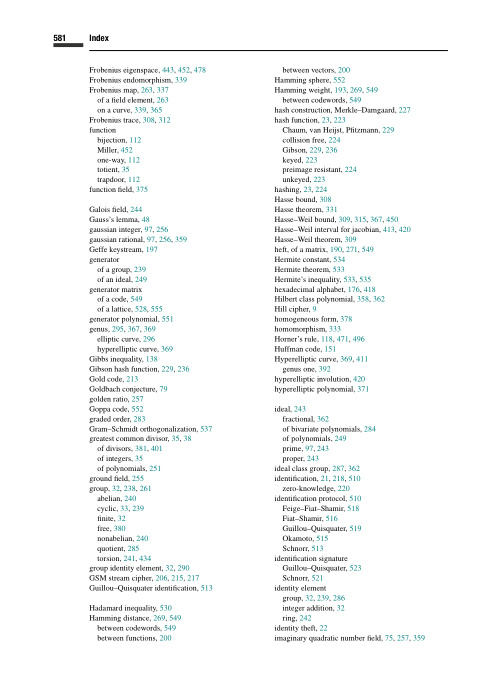 581 Index
Frobenius eigenspace, 443, 452, 478
Frobenius endomorphism, 339
Frobenius map, 263, 337
of a field element, 263
on a curve, 339, 365
Frobenius trace, 308, 312
function
bijection, 112
Miller, 452
one-way, 112
totient, 35
trapdoor, 112
function field, 375
Galois field, 244
Gauss's lemma, 48
gaussian integer, 97, 256
gaussian rational, 97, 256, 359
Geffe keystream, 197
generator
of a group, 239
of an ideal, 249
generator matrix
of a code, 549
of a lattice, 528, 555
generator polynomial, 551
genus, 295, 367, 369
elliptic curve, 296
hyperelliptic curve, 369
Gibbs inequality, 138
Gibson hash function, 229, 236
Gold code, 213
Goldbach conjecture, 79
golden ratio, 257
Goppa code, 552
graded order, 283
Gram–Schmidt orthogonalization, 537
greatest common divisor, 35, 38
of divisors, 381, 401
of integers, 35
of polynomials, 251
ground field, 255
group, 32, 238, 261
abelian, 240
cyclic, 33, 239
finite, 32
free, 380
nonabelian, 240
quotient, 285
torsion, 241, 434
group identity element, 32, 290
GSM stream cipher, 206, 215, 217
Guillou–Quisquater identification, 513
Hadamard inequality, 530
Hamming distance, 269, 549
between codewords, 549
between functions, 200
between vectors, 200
Hamming sphere, 552
Hamming weight, 193, 269, 549
between codewords, 549
hash construction, Merkle–Damgaard, 227
hash function, 23, 223
Chaum, van Heijst, Pfitzmann, 229
collision free, 224
Gibson, 229, 236
keyed, 223
preimage resistant, 224
unkeyed, 223
hashing, 23, 224
Hasse bound, 308
Hasse theorem, 331
Hasse–Weil bound, 309, 315, 367, 450
Hasse–Weil interval for jacobian, 413, 420
Hasse–Weil theorem, 309
heft, of a matrix, 190, 271, 549
Hermite constant, 534
Hermite theorem, 533
Hermite's inequality, 533, 535
hexadecimal alphabet, 176, 418
Hilbert class polynomial, 358, 362
Hill cipher, 9
homogeneous form, 378
homomorphism, 333
Horner's rule, 118, 471, 496
Huffman code, 151
Hyperelliptic curve, 369, 411
genus one, 392
hyperelliptic involution, 420
hyperelliptic polynomial, 371
ideal, 243
fractional, 362
of bivariate polynomials, 284
of polynomials, 249
prime, 97, 243
proper, 243
ideal class group, 287, 362
identification, 21, 218, 510
zero-knowledge, 220
identification protocol, 510
Feige–Fiat–Shamir, 518
Fiat–Shamir, 516
Guillou–Quisquater, 519
Okamoto, 515
Schnorr, 513
identification signature
Guillou–Quisquater, 523
Schnorr, 521
identity element
group, 32, 239, 286
integer addition, 32
ring, 242
identity theft, 22
imaginary quadratic number field, 75, 257, 359